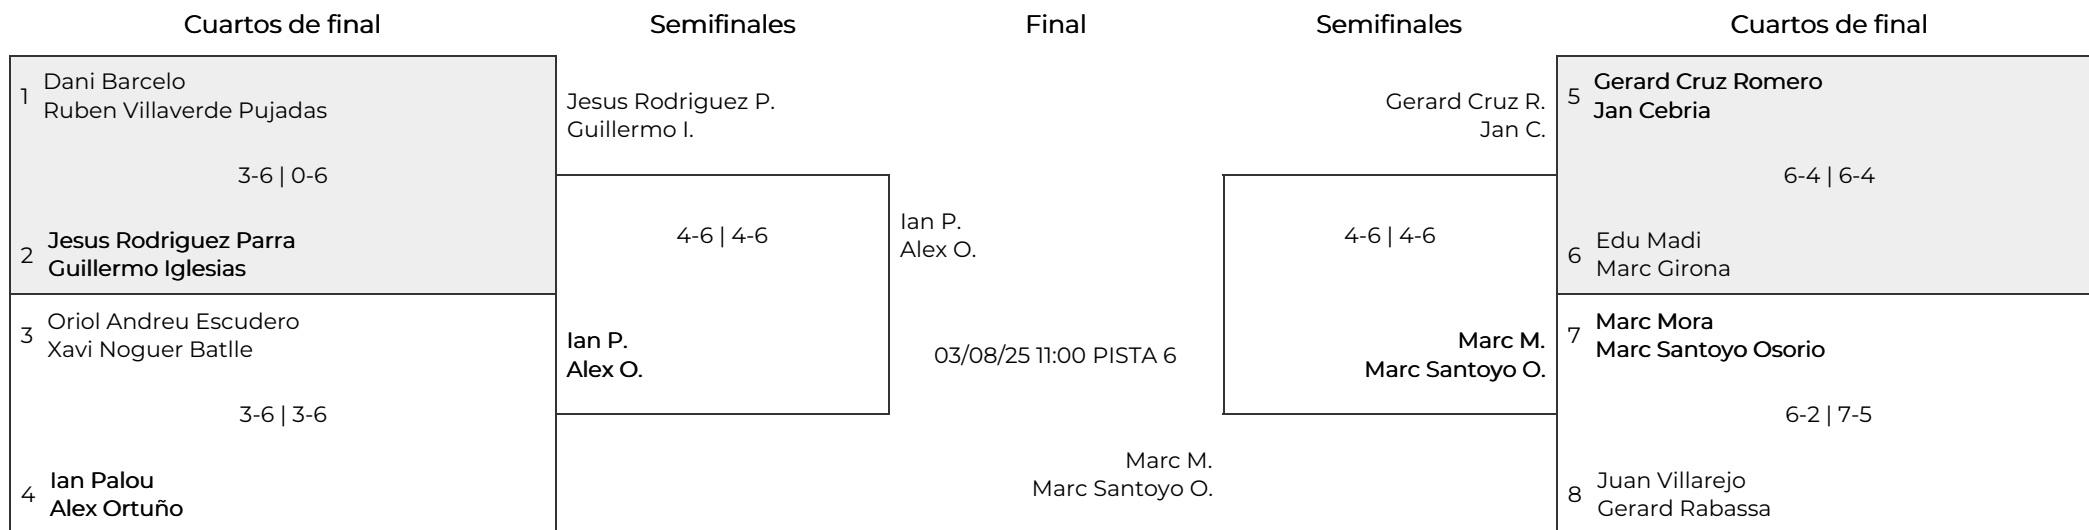 Cuartos de final
Semifinales
Final
Semifinales
Cuartos de final
1
Dani Barcelo
Ruben Villaverde Pujadas
3-6 | 0-6
2
Jesus Rodriguez Parra
Guillermo Iglesias
3
Oriol Andreu Escudero
Xavi Noguer Batlle
3-6 | 3-6
4
Ian Palou
Alex Ortuño
Jesus Rodriguez P.
Guillermo I.
4-6 | 4-6
Ian P.
Alex O.
Ian P.
Alex O.
03/08/25 11:00 PISTA 6
Marc M.
Marc Santoyo O.
Gerard Cruz R.
Jan C.
4-6 | 4-6
Marc M.
Marc Santoyo O.
5
Gerard Cruz Romero
Jan Cebria
6-4 | 6-4
6
Edu Madi
Marc Girona
7
Marc Mora
Marc Santoyo Osorio
6-2 | 7-5
8
Juan Villarejo
Gerard Rabassa